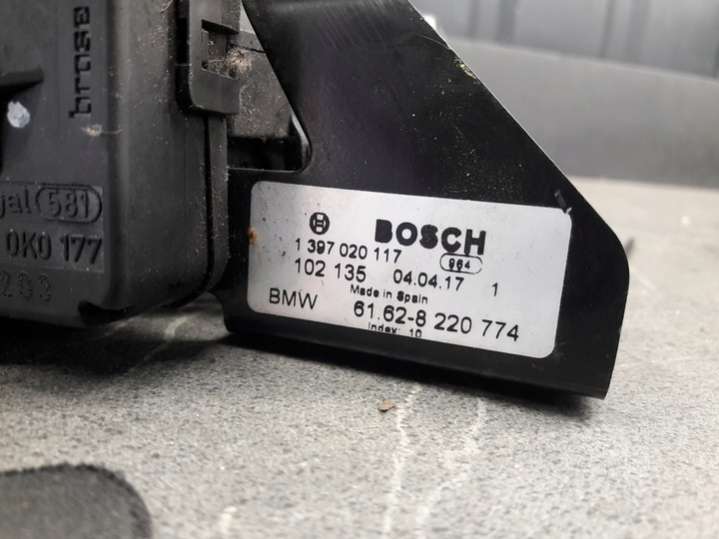 brose
gal (581)
0K0 177
BOSCH
1 397 020 117
984
102 135 04.04.17 1
Made in Spain
BMW 61.62-8 220 774
Index: 10